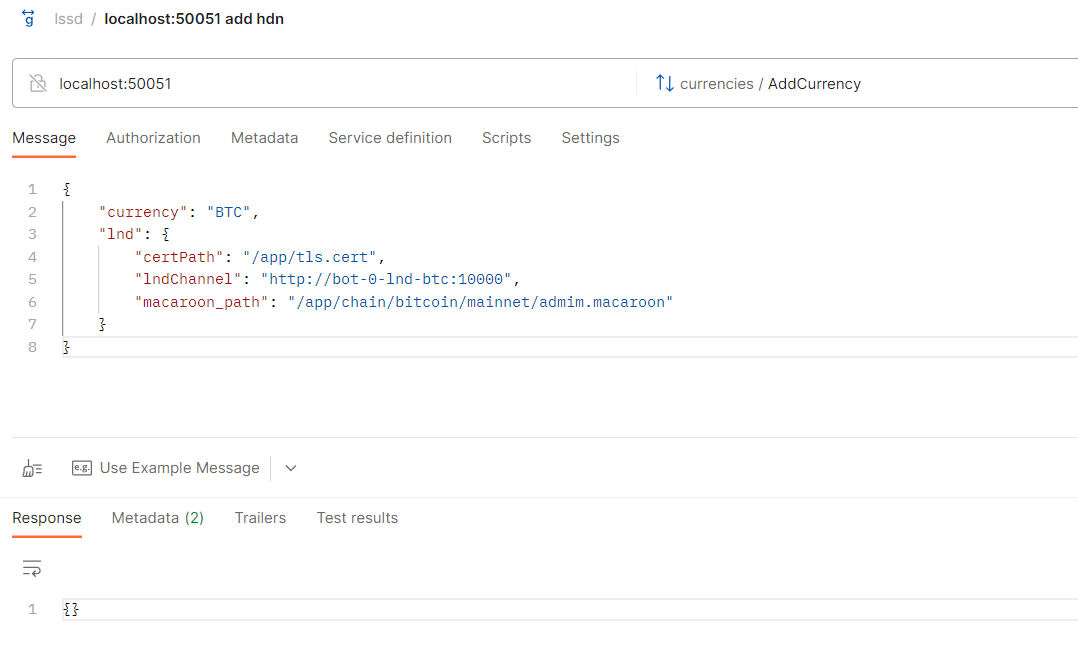 lssd / localhost:50051 add hdn
localhost:50051
currencies / AddCurrency
Message Authorization Metadata Service definition Scripts Settings
1 {
2 "currency": "BTC",
3 "lnd": {
4 "certPath": "/app/tls.cert",
5 "lndChannel": "http://bot-0-lnd-btc:10000",
6 "macaroon_path": "/app/chain/bitcoin/mainnet/admim.macaroon"
7 }
8 }
e.g. Use Example Message
Response Metadata (2) Trailers Test results
1 {}